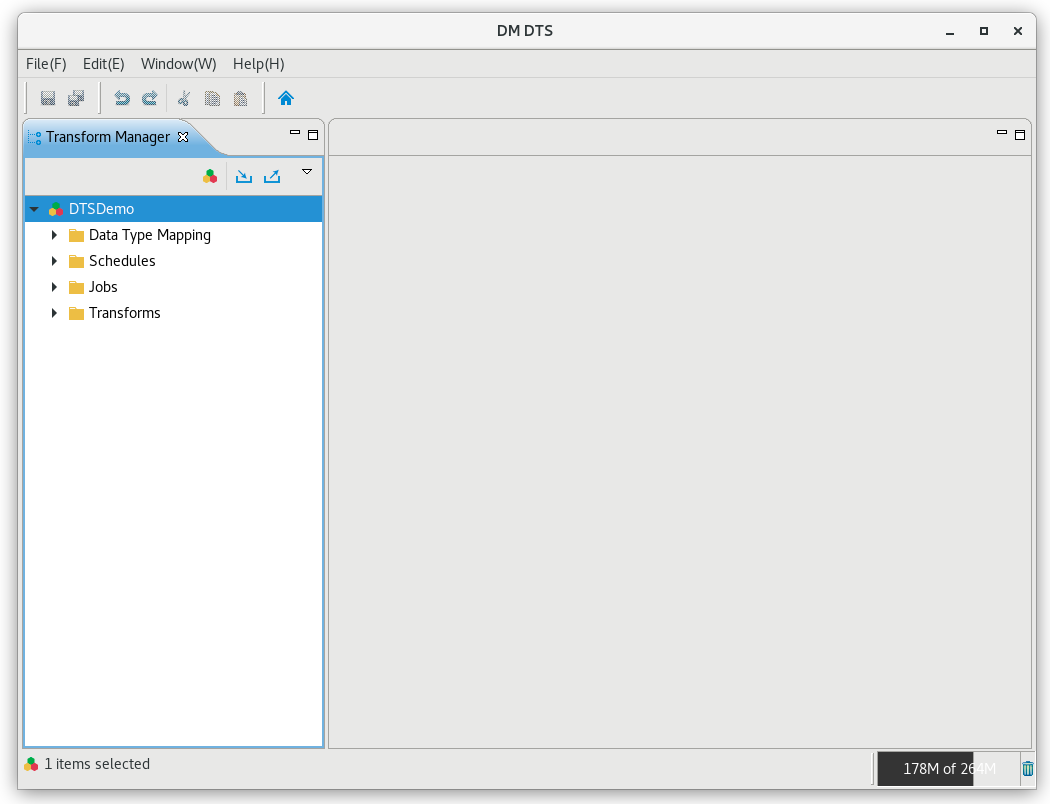 DM DTS
File(F) Edit(E) Window(W) Help(H)
Transform Manager
DTSDemo
Data Type Mapping
Schedules
Jobs
Transforms
1 items selected
178M of 264M